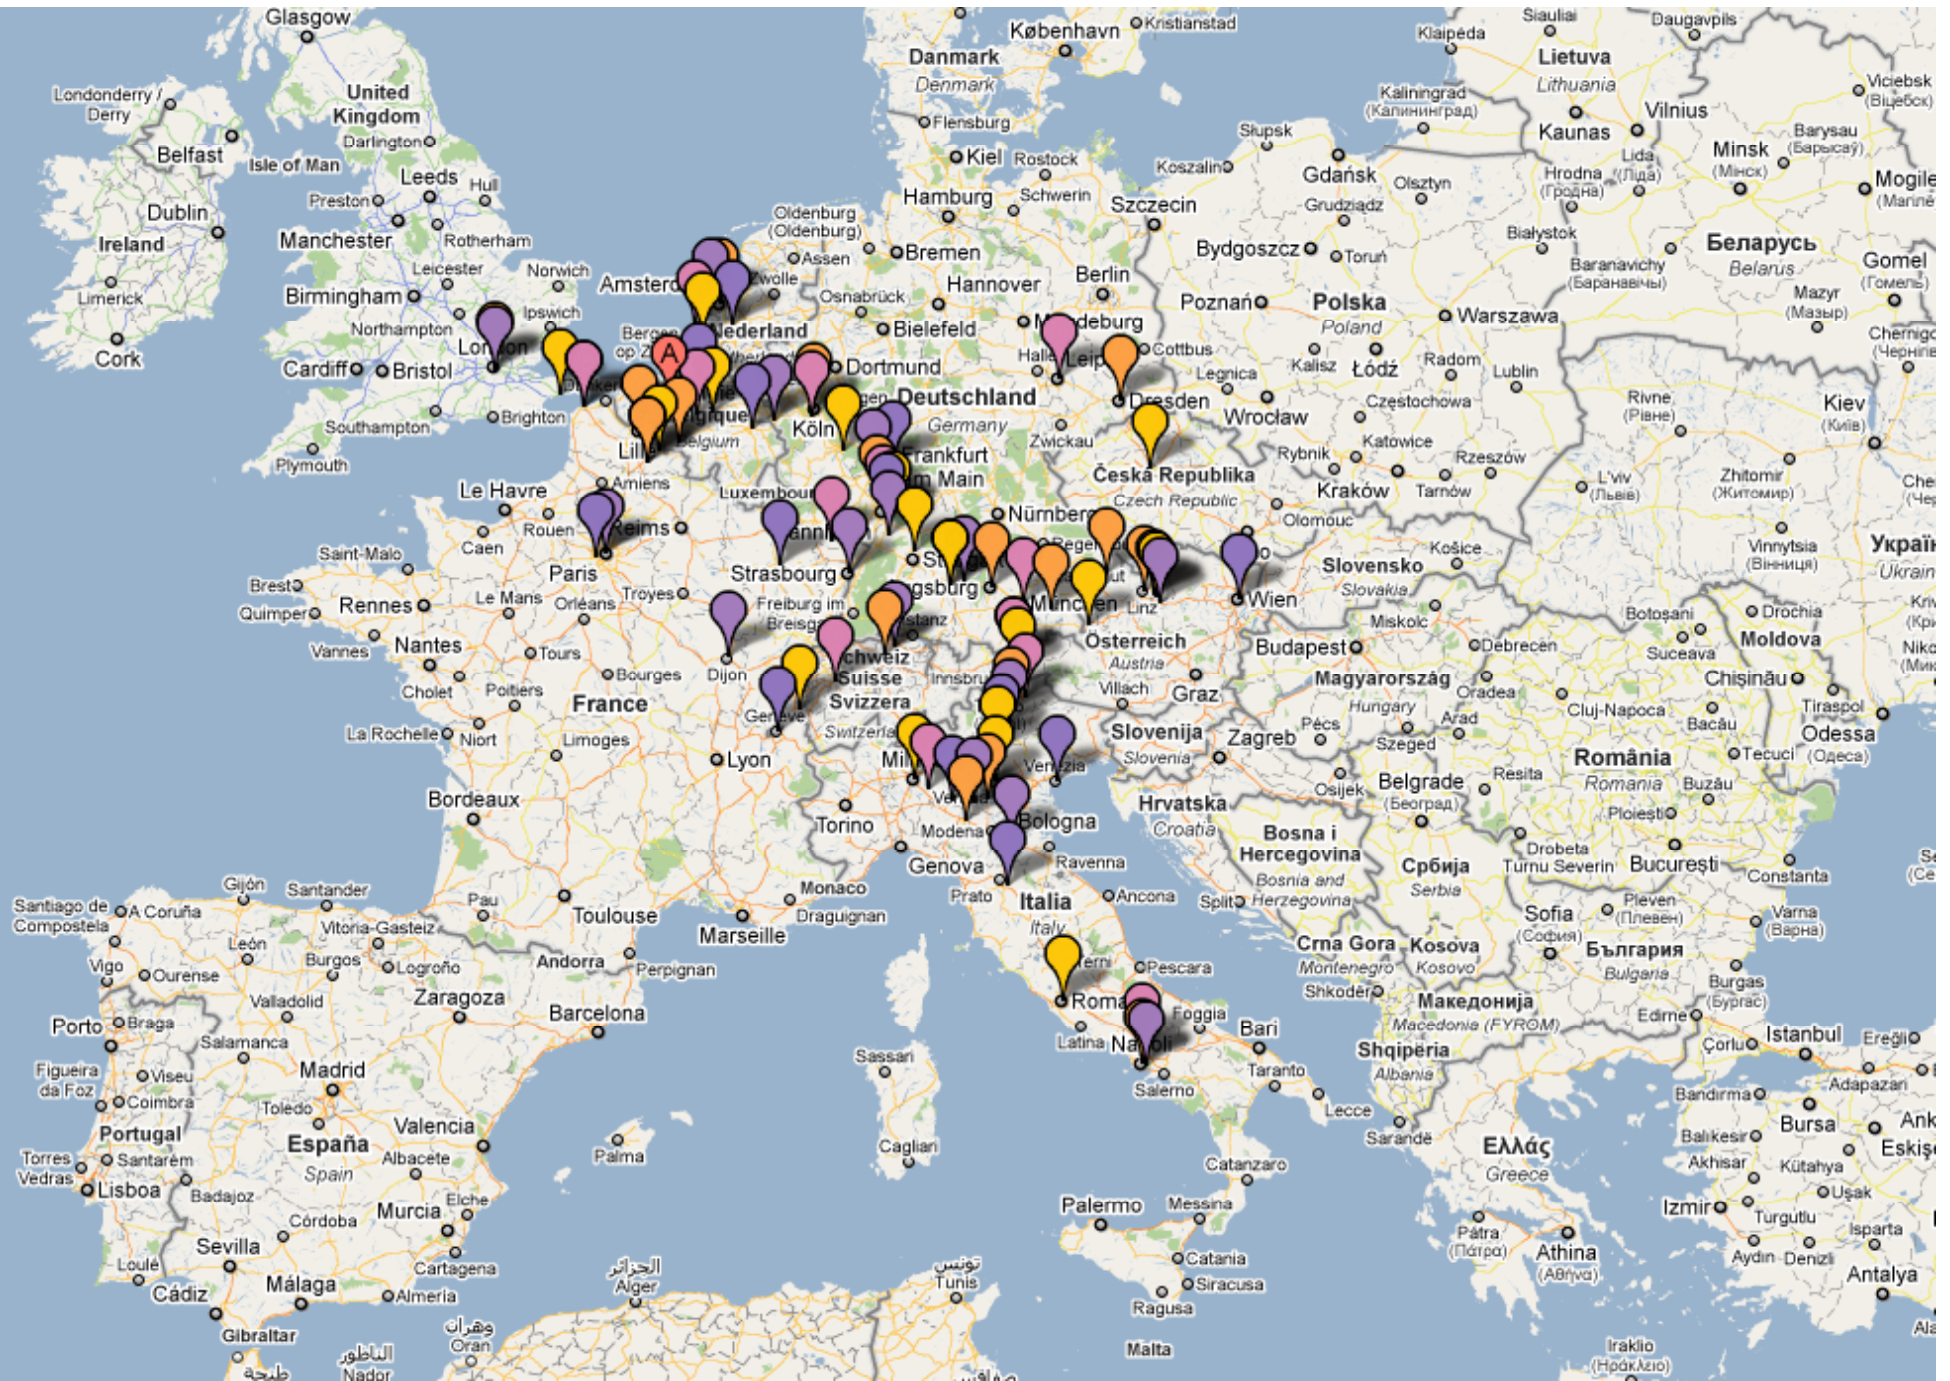 Glasgow
København
Kristianstad
Siauliai
Daugavpils
Klaipėda
Danmark
Denmark
Lietuva
Lithuania
Londonderry /
Derry
United
Kingdom
Kaliningrad
(Калининград)
Viciebsk
(Віцебск)
Vilnius
Flensburg
Kaunas
Darlington
Belfast
Isle of Man
Kiel
Rostock
Słupsk
Koszalin
Gdańsk
Olsztyn
Lida
(Ліда)
Hrodna
(Гродна)
Minsk
(Мінск)
Barysau
(Барысаў)
Leeds
Hull
Preston
Hamburg
Schwerin
Szczecin
Grudziądz
Dublin
Ireland
Manchester
Rotherham
Oldenburg
(Oldenburg)
Assen
Bremen
Bydgoszcz
Toruń
Białystok
Baranavichy
(Баранавічы)
Беларусь
Belarus
Gomel
(Гомель)
Leicester
Norwich
Zwolle
Berlin
Hannover
Limerick
Birmingham
Poznań
Polska
Poland
Warszawa
Mazyr
(Мазыр)
Northampton
Ipswich
Osnabrück
Bielefeld
Nederland
Cork
Cardiff
Bristol
Dortmund
Cottbus
Kalisz
Łódź
Radom
Lublin
Legnica
Southampton
Brighton
Plymouth
Deutschland
Germany
Dresden
Wrocław
Częstochowa
Rivne
(Рівне)
Kiev
(Київ)
Köln
Belgium
Zwickau
Frankfurt
am Main
Katowice
Rybnik
Rzeszów
Kraków
Tarnów
L'viv
(Львів)
Zhitomir
(Житомир)
Česká Republika
Czech Republic
Le Havre
Amiens
Rouen
Reims
Caen
Nürnberg
Olomouc
Saint-Malo
Brest
Quimper
Rennes
Paris
Strasbourg
Košice
Slovensko
Slovakia
Vinnytsia
(Вінниця)
Le Mans
Orléans
Troyes
Freiburg im
München
Linz
Wien
Miskolc
Botoşani
Drochia
Moldova
Vannes
Nantes
Tours
Bourges
Dijon
Österreich
Austria
Budapest
Debrecen
Suceava
Chişinău
Cholet
Poitiers
France
Suisse
Svizzera
Villach
Graz
Magyarország
Hungary
Oradea
Cluj-Napoca
Bacău
Tiraspol
Odessa
(Одеса)
La Rochelle
Niort
Limoges
Lyon
Slovenija
Slovenia
Zagreb
Pécs
Szeged
Arad
România
Romania
Tecuci
Bordeaux
Torino
Hrvatska
Croatia
Osijek
Belgrade
(Београд)
Resita
Buzău
Ploieşti
Modena
Bologna
Genova
Ravenna
Bosna i
Hercegovina
Bosnia and
Herzegovina
Србија
Serbia
Drobeta
Turnu Severin
Bucureşti
Constanta
Gijón
Santander
Santiago de
Compostela
A Coruña
Pau
Toulouse
Monaco
Draguignan
Marseille
Prato
Italia
Italy
Ancona
Split
Sofia
(София)
Pleven
(Плевен)
Varna
(Варна)
Vitoria-Gasteiz
León
Burgos
Logroño
Vigo
Ourense
Andorra
Perpignan
Pescara
Crna Gora
Montenegro
Kosova
Kosovo
България
Bulgaria
Burgas
(Бургас)
Valladolid
Zaragoza
Barcelona
Roma
Foggia
Shkodër
Македонија
Macedonia (FYROM)
Edirne
Istanbul
Porto
Braga
Salamanca
Latina
Bari
Çorlu
Ereğli
Figueira
da Foz
Viseu
Coimbra
Madrid
Sassari
Salerno
Taranto
Shqipëria
Albania
Adapazari
Bandırma
Toledo
Valencia
Lecce
Portugal
España
Spain
Albacete
Palma
Cagliari
Sarandë
Ελλάς
Greece
Balıkesir
Bursa
Torres
Vedras
Santarém
Lisboa
Badajoz
Catanzaro
Akhisar
Kütahya
Uşak
Elche
Murcia
Palermo
Messina
Izmir
Turgutlu
Córdoba
Sevilla
Cartagena
Pátra
(Πάτρα)
Athina
(Αθήνα)
Isparta
Aydın
Denizli
Loulé
Cádiz
Málaga
Almería
الجزائر
Alger
تونس
Tunis
Catania
Siracusa
Ragusa
Antalya
Gibraltar
وهران
Oran
Malta
Iraklio
(Ηράκλειο)
طنجة
الناظور
Nador
A